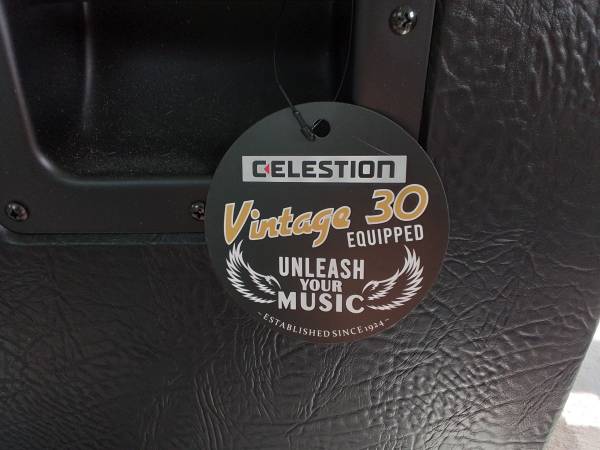 CELESTION
Vintage 30
EQUIPPED
UNLEASH
YOUR
MUSIC
- ESTABLISHED SINCE 1924 -